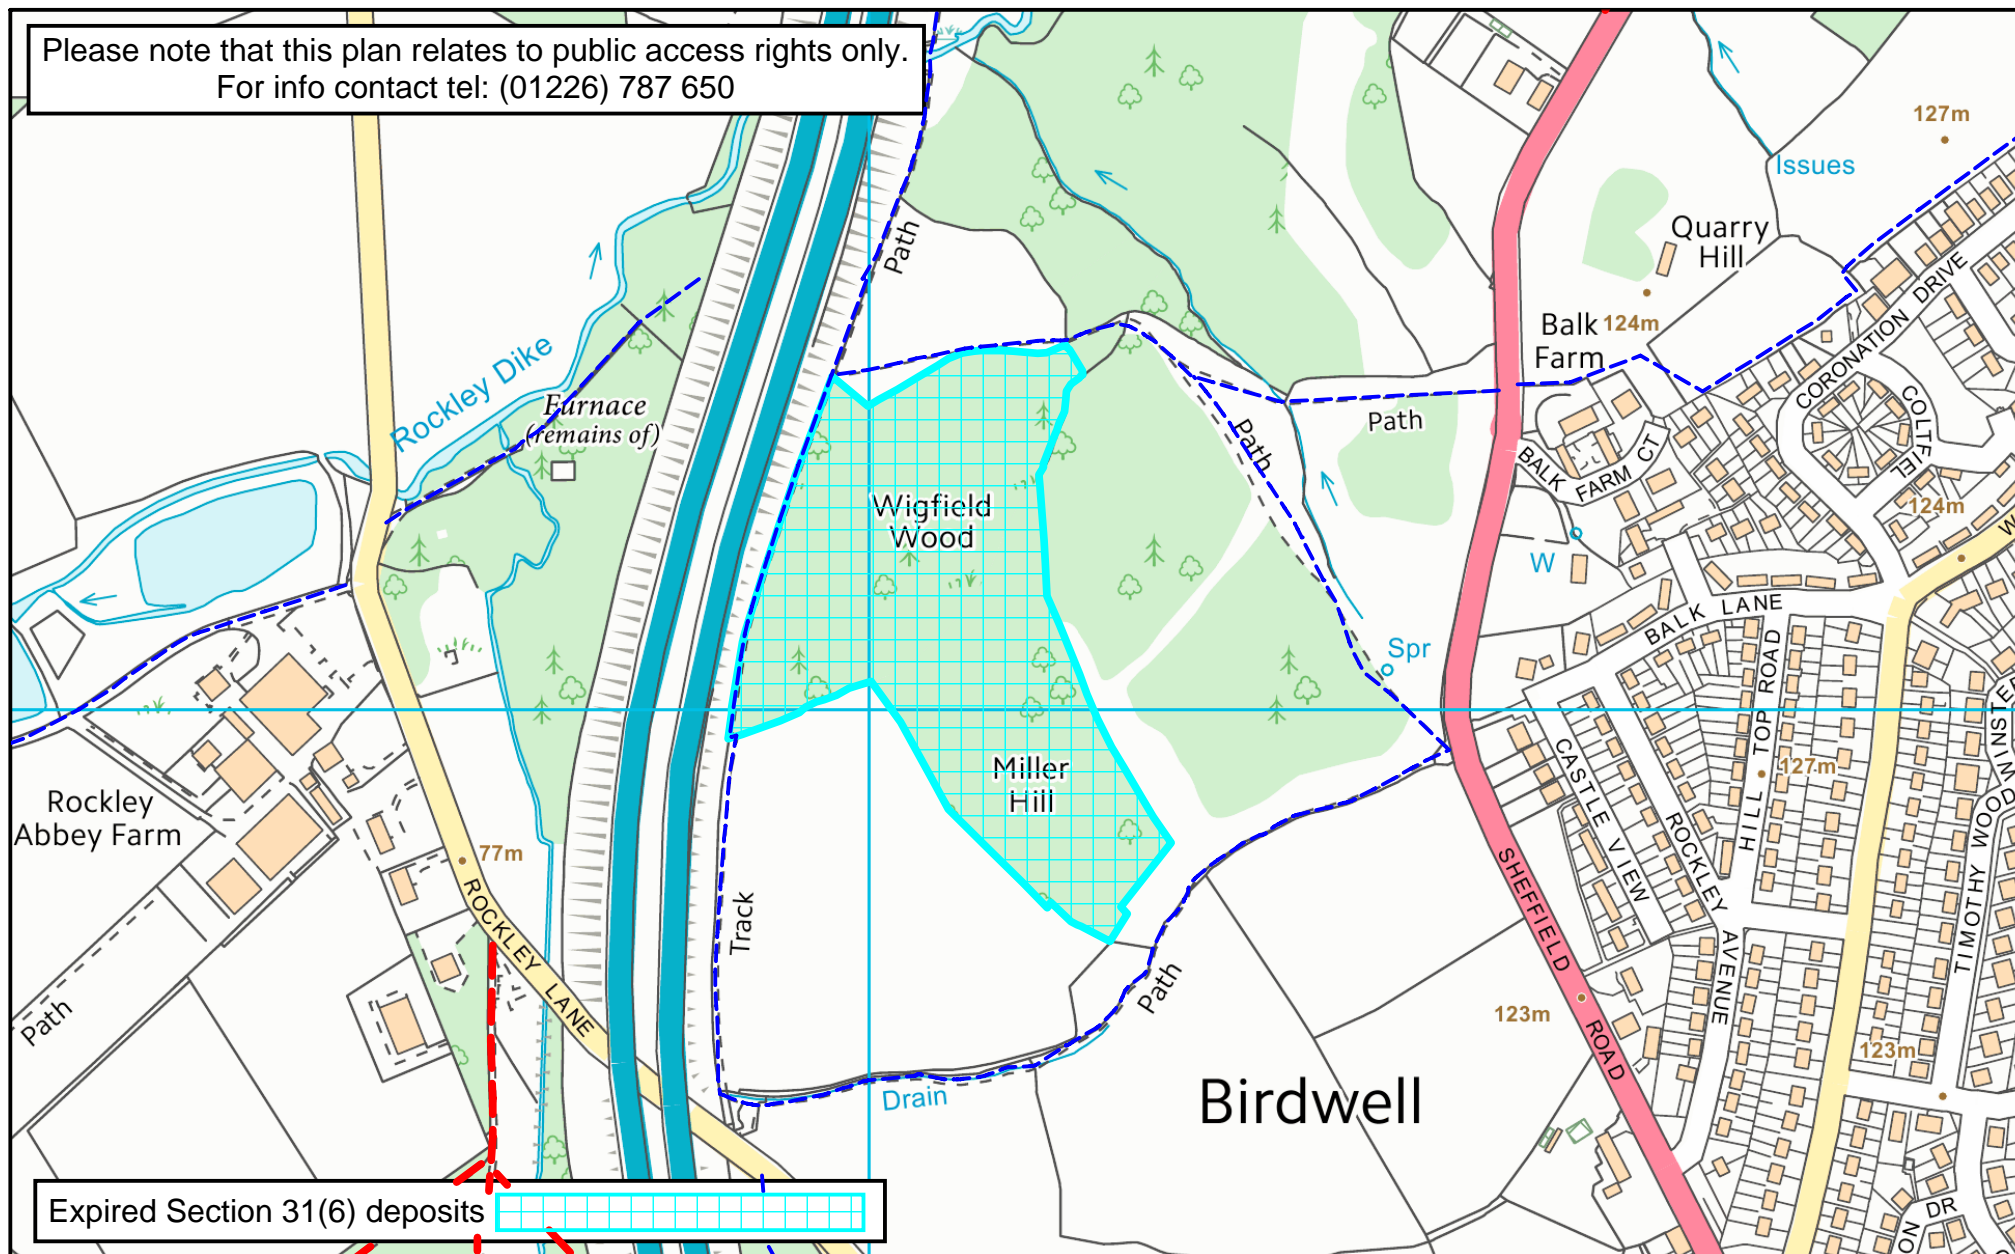 Please note that this plan relates to public access rights only.
For info contact tel: (01226) 787 650
127m
Issues
Path
Quarry
Hill
DRIVE
CORONATION
Balk
Farm
124m
Rockley Dike
Furnace
(remains of)
Path
Path
COLTFIEL
BALK FARM CT
124m
Wigfield
Wood
W
W
BALK LANE
Spr
HILL TOP ROAD
127m
Miller
Hill
Rockley
Abbey Farm
77m
CASTLE VIEW
ROCKLEY AVENUE
TIMOTHY WOOD
SHEFFIELD ROAD
Track
ROCKLEY LANE
Path
Path
123m
123m
Drain
Birdwell
Expired Section 31(6) deposits
DR